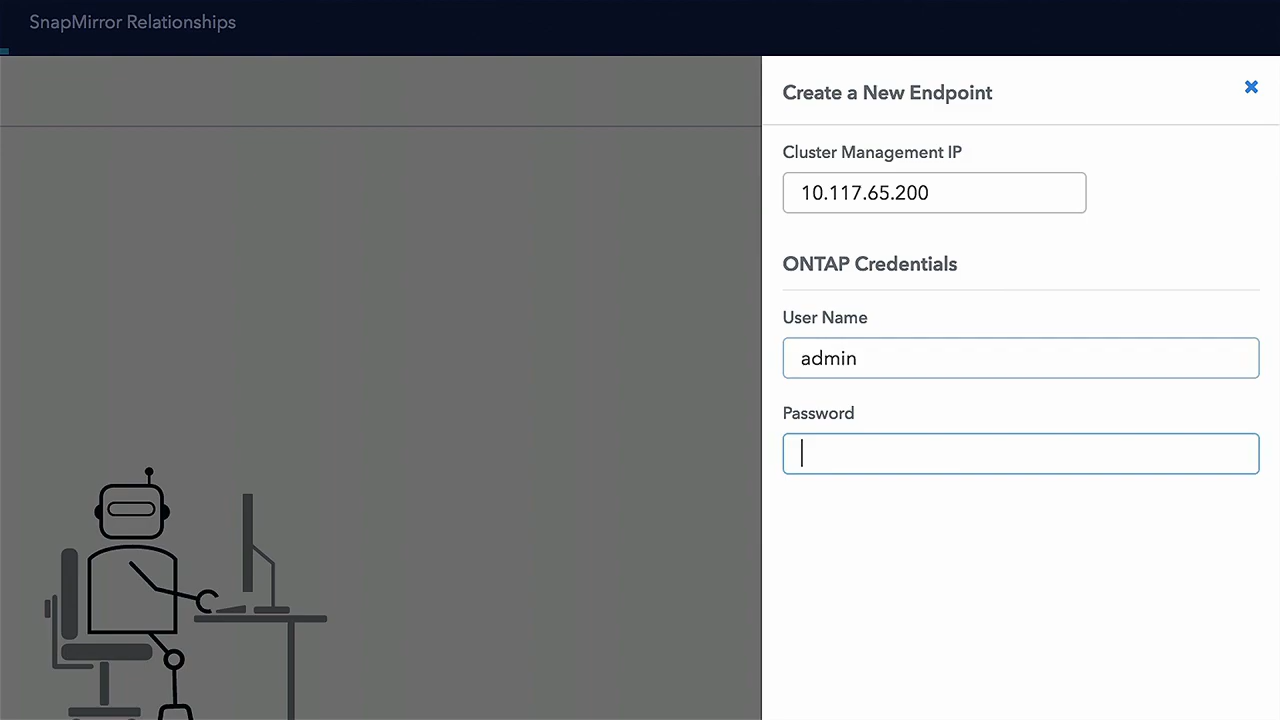 SnapMirror Relationships
Create a New Endpoint
Cluster Management IP
10.117.65.200
ONTAP Credentials
User Name
admin
Password